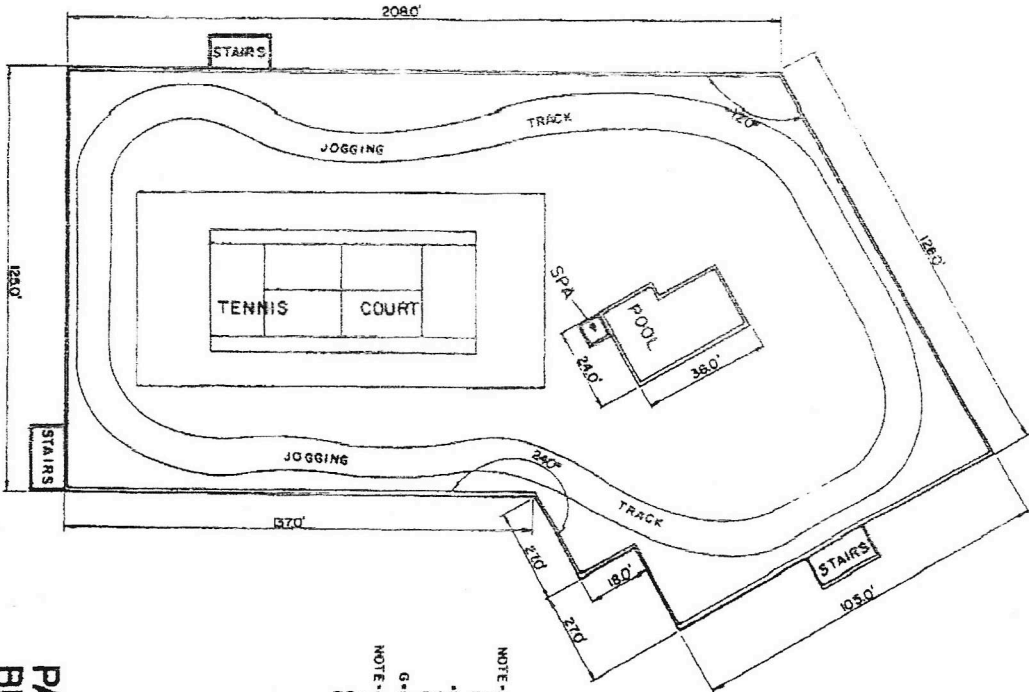 208.0'
STAIRS
120°
JOGGING
TRACK
126.0'
125.0'
SPA
POOL
TENNIS COURT
24.0'
36.0'
STAIRS
JOGGING
240°
TRACK
137.0'
27.0'
18.0'
27.0'
STAIRS
105.0'
NOTE-
NOTE-
G-
PA